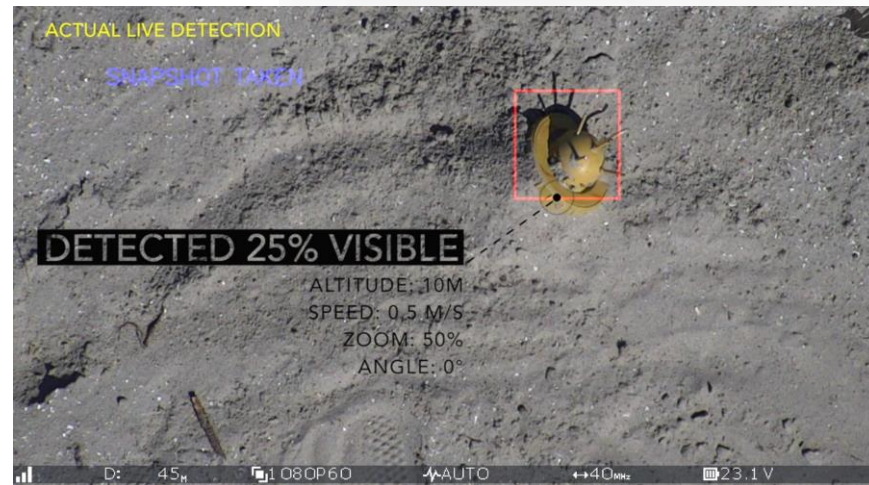 ACTUAL LIVE DETECTION
SNAPSHOT TAKEN
DETECTED 25% VISIBLE
ALTITUDE: 10M
SPEED: 0.5 M/S
ZOOM: 50%
ANGLE: 0°
D: 45M 1080P60 AUTO 40MHz 23.1V